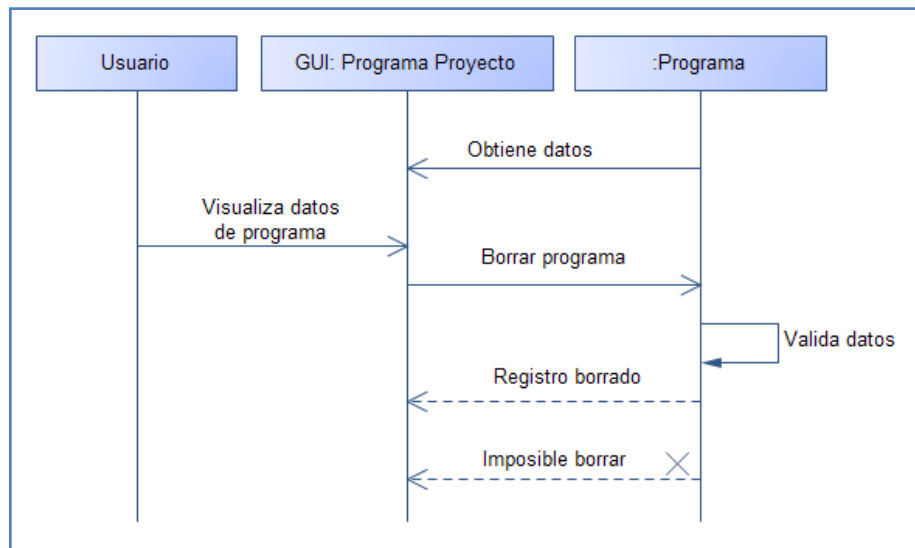 Usuario
GUI: Programa Proyecto
:Programa
Obtiene datos
Visualiza datos
de programa
Borrar programa
Valida datos
Registro borrado
Imposible borrar